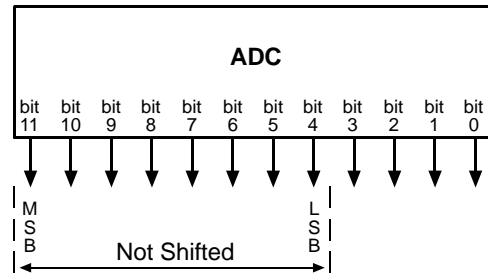 ADC
bit bit bit bit bit bit bit bit bit bit bit bit
11 10 9 8 7 6 5 4 3 2 1 0
MSB LSB
Not Shifted